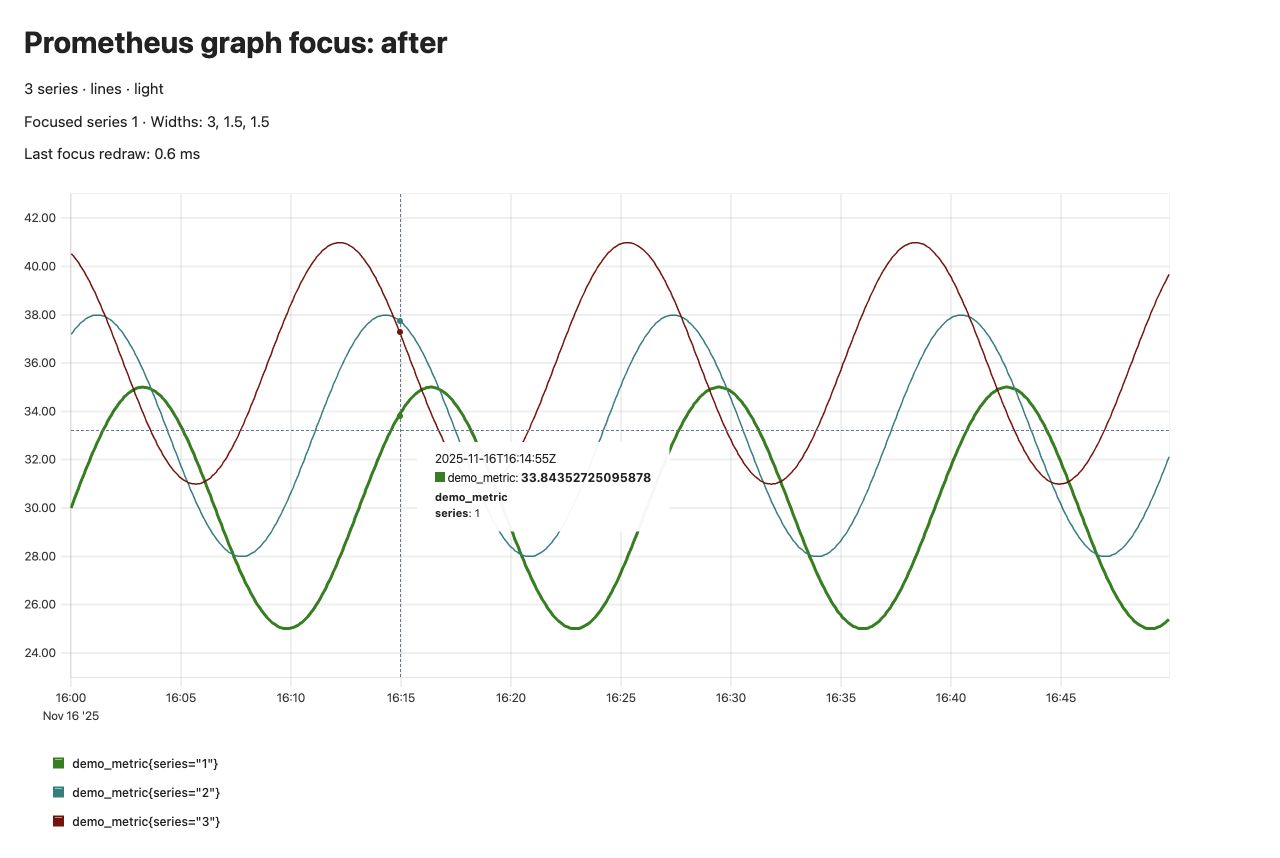 Prometheus graph focus: after
3 series · lines · light
Focused series 1 · Widths: 3, 1.5, 1.5
Last focus redraw: 0.6 ms
42.00
40.00
38.00
36.00
34.00
32.00
30.00
28.00
26.00
24.00
2025-11-16T16:14:55Z
demo_metric: 33.84352725095878
demo_metric
series: 1
16:00 16:05 16:10 16:15 16:20 16:25 16:30 16:35 16:40 16:45
Nov 16 '25
demo_metric{series="1"}
demo_metric{series="2"}
demo_metric{series="3"}